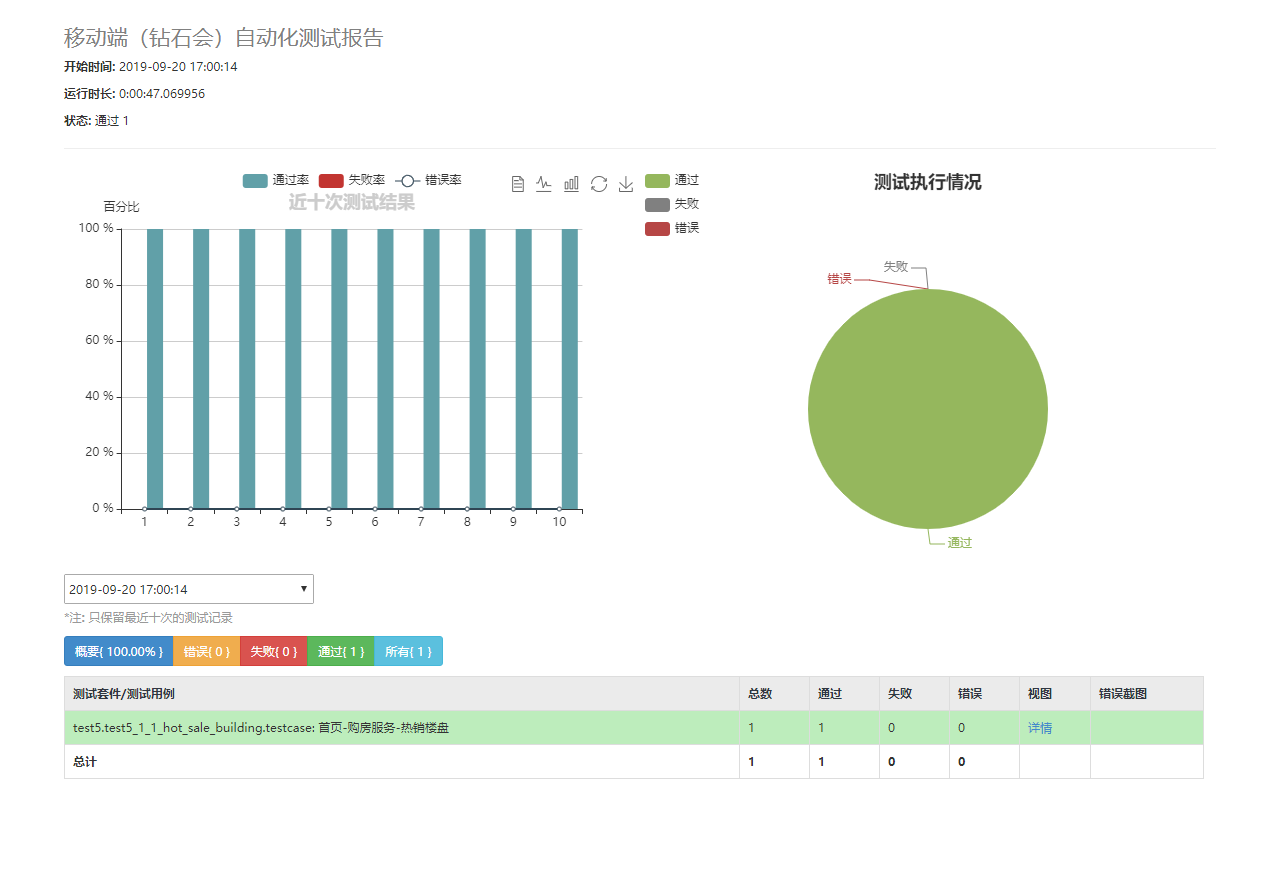 移动端（钻石会）自动化测试报告
开始时间: 2019-09-20 17:00:14
运行时长: 0:00:47.069956
状态: 通过 1
通过率 失败率 错误率
近十次测试结果
百分比
100 %
80 %
60 %
40 %
20 %
0 %
1 2 3 4 5 6 7 8 9 10
通过
失败
错误
测试执行情况
失败
错误
通过
2019-09-20 17:00:14
*注: 只保留最近十次的测试记录
概要{ 100.00% } 错误{ 0 } 失败{ 0 } 通过{ 1 } 所有{ 1 }
测试套件/测试用例 总数 通过 失败 错误 视图 错误截图
test5.test5_1_1_hot_sale_building.testcase: 首页-购房服务-热销楼盘 1 1 0 0 详情
总计 1 1 0 0